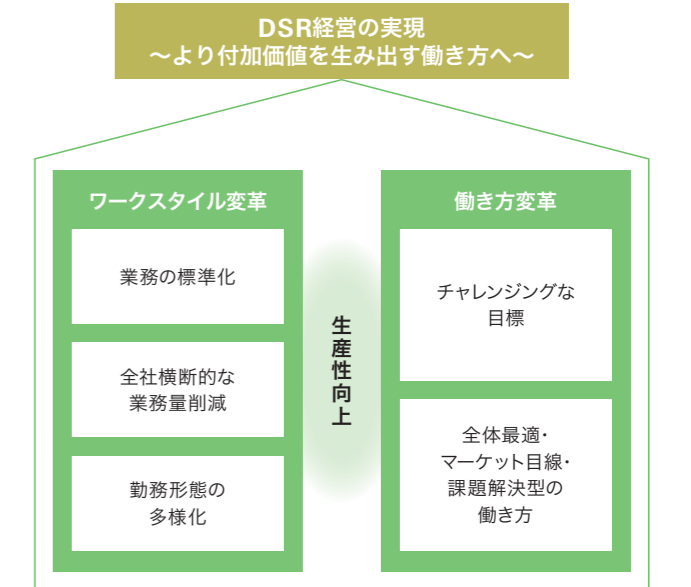 DSR経営の実現
～より付加価値を生み出す働き方へ～
ワークスタイル変革
業務の標準化
全社横断的な
業務量削減
勤務形態の
多様化
生産性向上
働き方変革
チャレンジングな
目標
全体最適・
マーケット目線・
課題解決型の
働き方